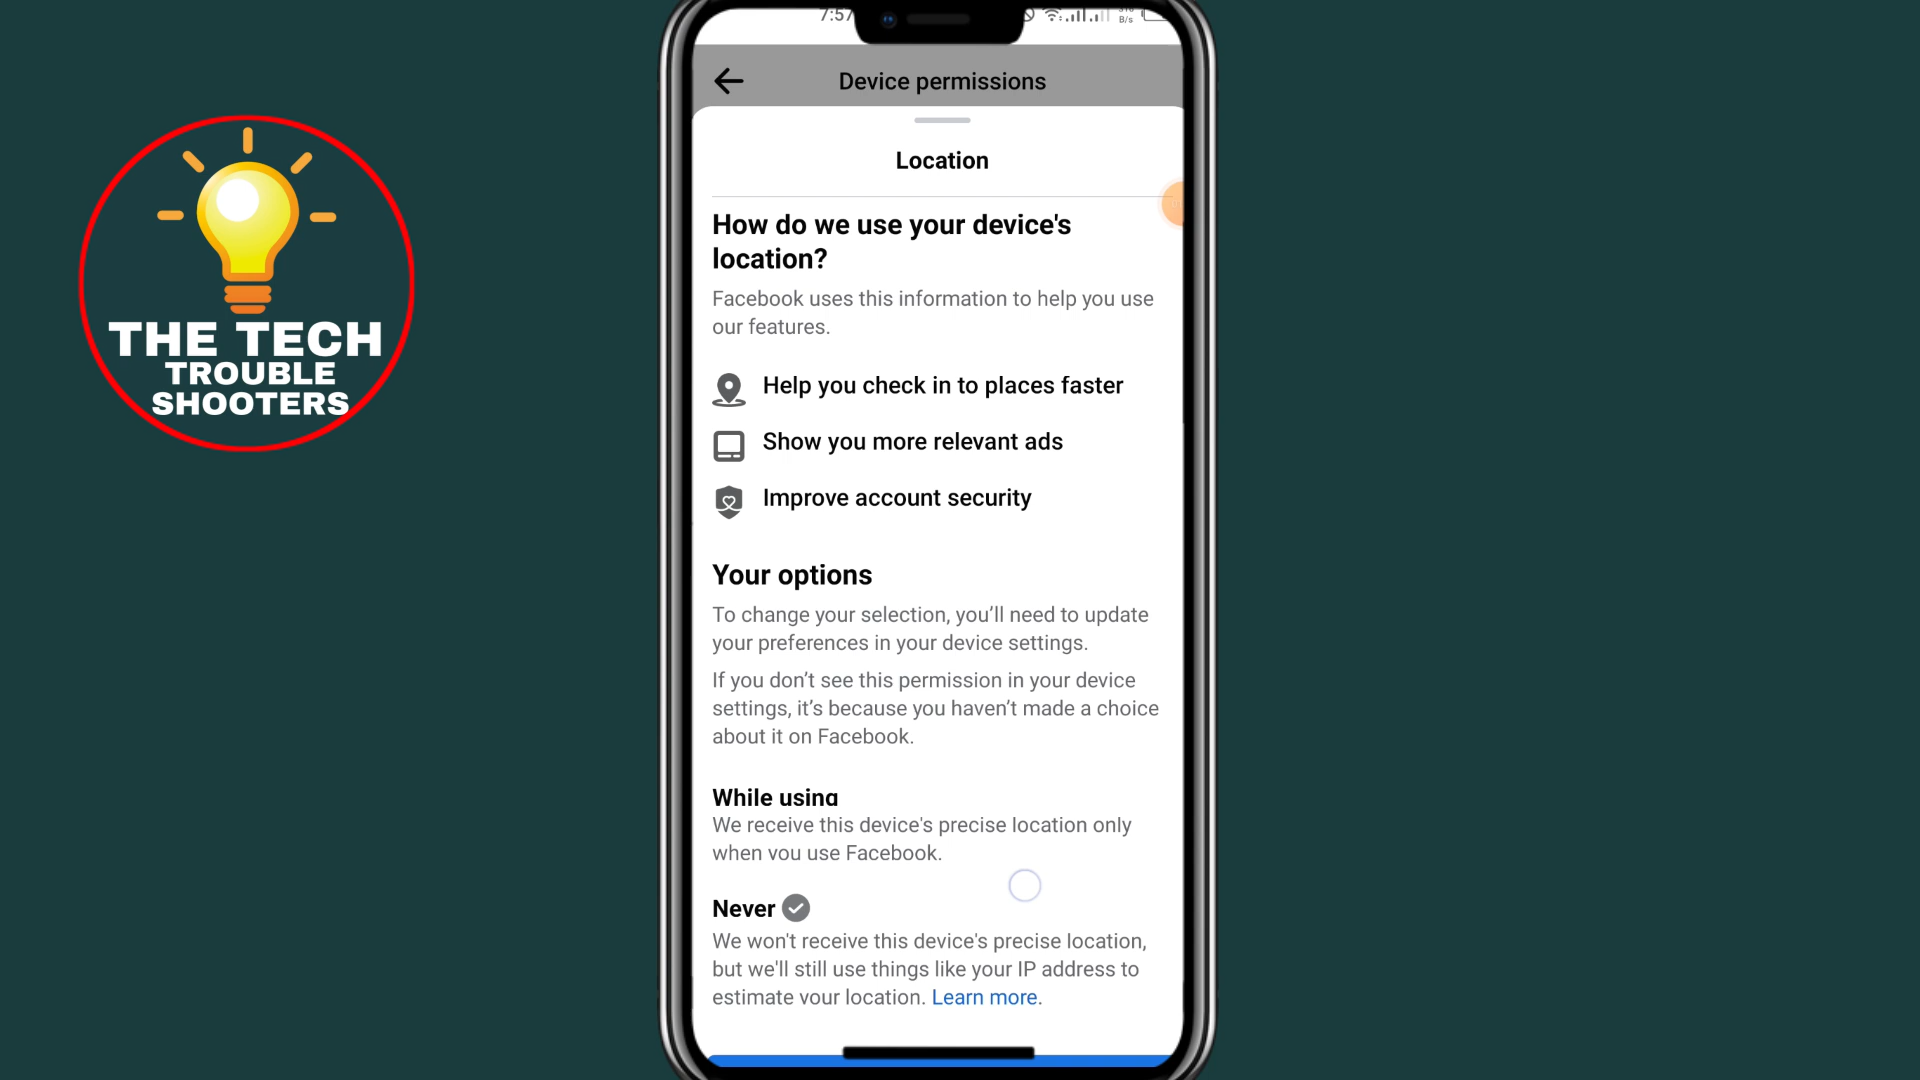 7:57
B/s
Device permissions
Location
How do we use your device's
location?
Facebook uses this information to help you use
our features.
Help you check in to places faster
Show you more relevant ads
Improve account security
Your options
To change your selection, you’ll need to update
your preferences in your device settings.
If you don’t see this permission in your device
settings, it’s because you haven’t made a choice
about it on Facebook.
While using
We receive this device's precise location only
when you use Facebook.
Never
We won't receive this device's precise location,
but we'll still use things like your IP address to
estimate your location. Learn more.
THE TECH
TROUBLE
SHOOTERS